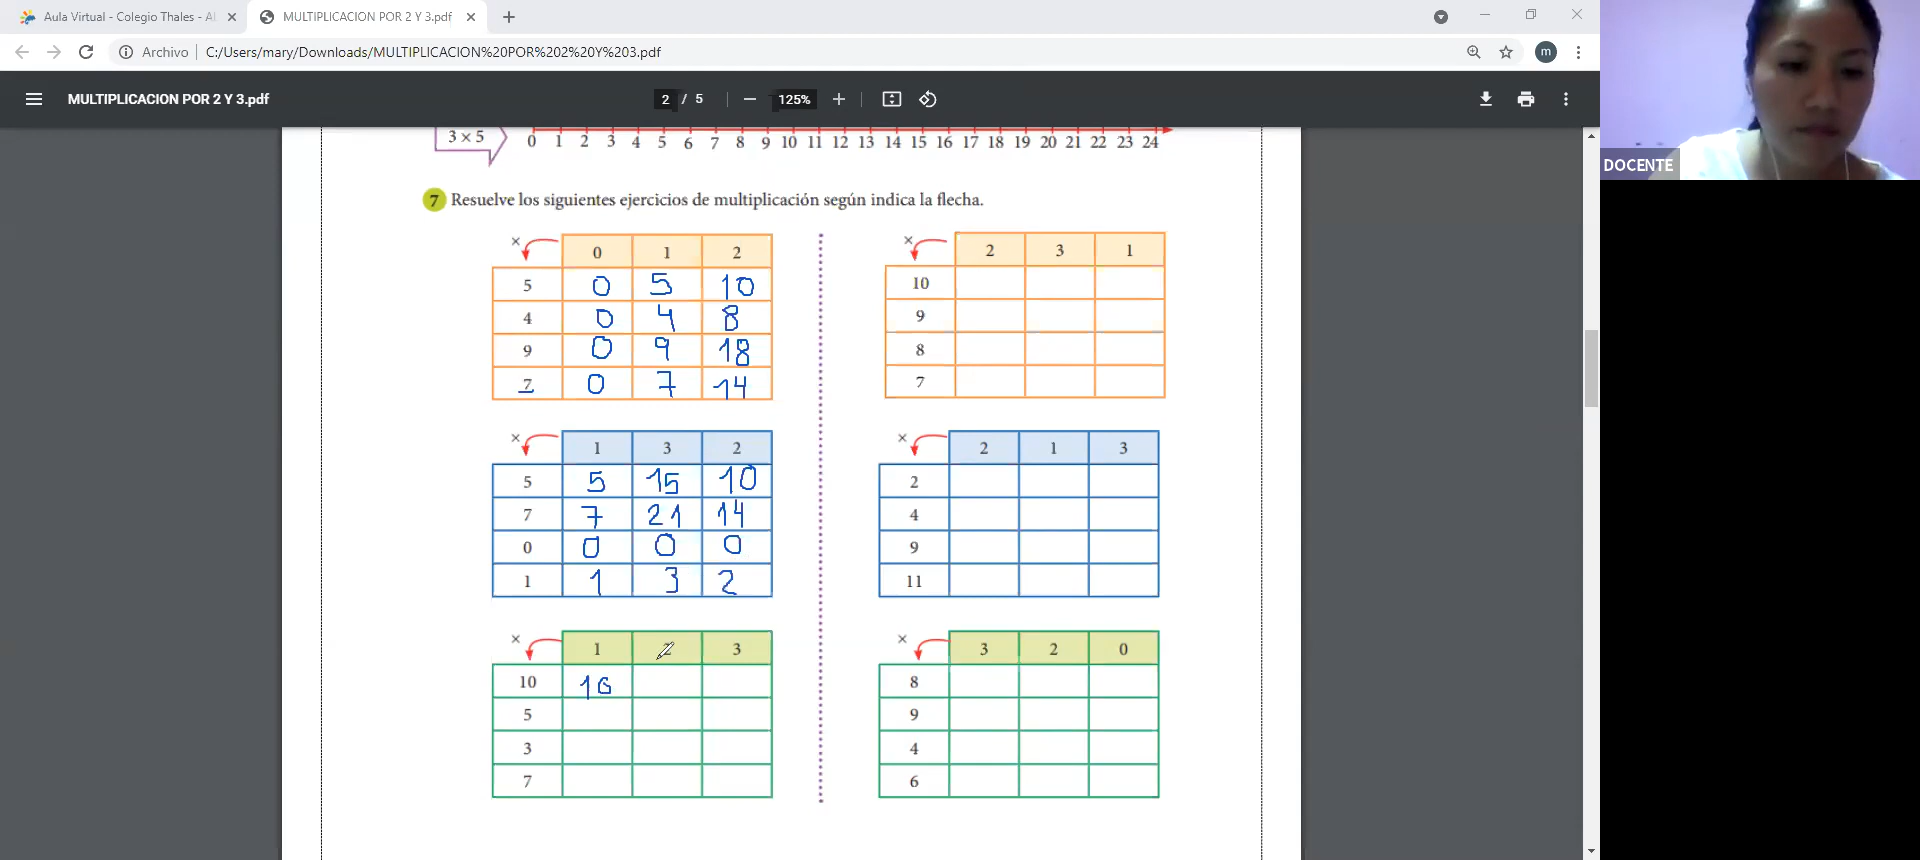 Aula Virtual - Colegio Thales - Al
MULTIPLICACION POR 2 Y 3.pdf
Archivo
C:/Users/mary/Downloads/MULTIPLICACION%20POR%202%20Y%203.pdf
m
MULTIPLICACION POR 2 Y 3.pdf
2 / 5
125%
DOCENTE
3 × 5
0 1 2 3 4 5 6 7 8 9 10 11 12 13 14 15 16 17 18 19 20 21 22 23 24
7 Resuelve los siguientes ejercicios de multiplicación según indica la flecha.
× 0 1 2
5 0 5 10
4 0 4 8
9 0 9 18
7 0 7 14
× 2 3 1
10
9
8
7
× 1 3 2
5 5 15 10
7 7 21 14
0 0 0 0
1 1 3 2
× 2 1 3
2
4
9
11
× 1 2 3
10 10
5
3
7
× 3 2 0
8
9
4
6